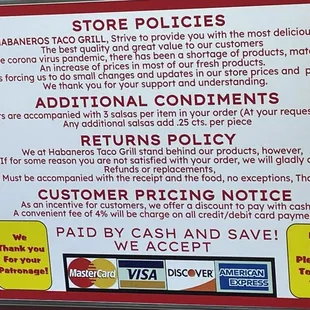 STORE POLICIES
HABANEROS TACO GRILL, Strive to provide you with the most delicious
The best quality and great value to our customers
corona virus pandemic, there has been a shortage of products,
An increase of prices in most of our fresh products.
is forcing us to do small changes and updates in our store prices and
We thank you for your support and understanding.
ADDITIONAL CONDIMENTS
are accompanied with 3 salsas per item in your order (At your request
Any additional salsas add .25 cts. per piece
RETURNS POLICY
We at Habaneros Taco Grill stand behind our products, however,
If for some reason you are not satisfied with your order, we will gladly
Refunds or replacements,
Must be accompanied with the receipt and the food, no exceptions,
CUSTOMER PRICING NOTICE
As an incentive for customers, we offer a discount to pay with cash
A convenient fee of 4% will be charge on all credit/debit card
PAID BY CASH AND SAVE!
WE ACCEPT
We
Thank You
For your
Patronage!
MasterCard
VISA
DISCOVER
AMERICAN
EXPRESS